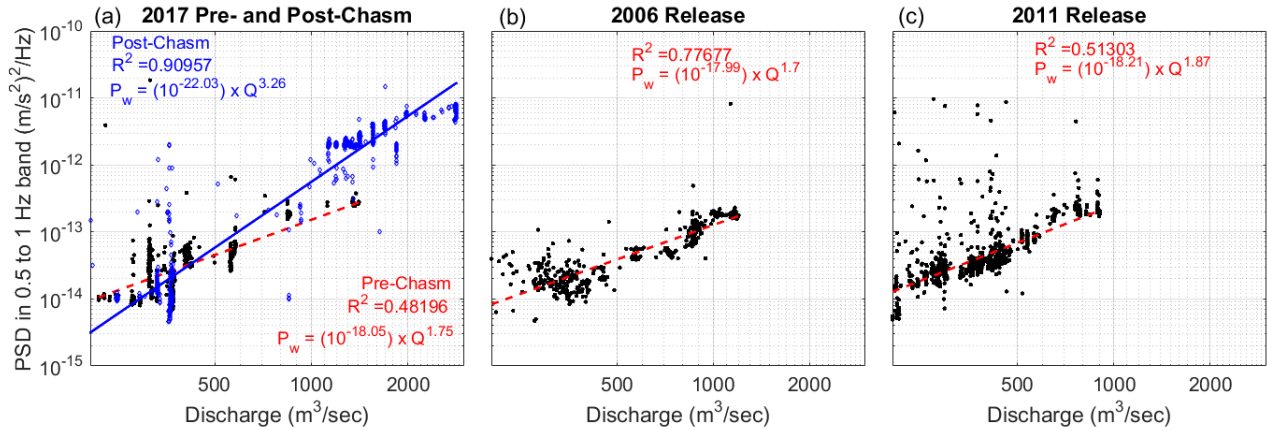 (a) 2017 Pre- and Post-Chasm
(b) 2006 Release
(c) 2011 Release
PSD in 0.5 to 1 Hz band (m/s²)²/Hz)
10⁻¹⁰
10⁻¹¹
10⁻¹²
10⁻¹³
10⁻¹⁴
10⁻¹⁵
Post-Chasm
R² =0.90957
P_w = (10⁻²²·⁰³) x Q³·²⁶
Pre-Chasm
R² =0.48196
P_w = (10⁻¹⁸·⁰⁵) x Q¹·⁷⁵
R² =0.77677
P_w = (10⁻¹⁷·⁹⁹) x Q¹·⁷
R² =0.51303
P_w = (10⁻¹⁸·²¹) x Q¹·⁸⁷
500 1000 2000
500 1000 2000
500 1000 2000
Discharge (m³/sec)
Discharge (m³/sec)
Discharge (m³/sec)